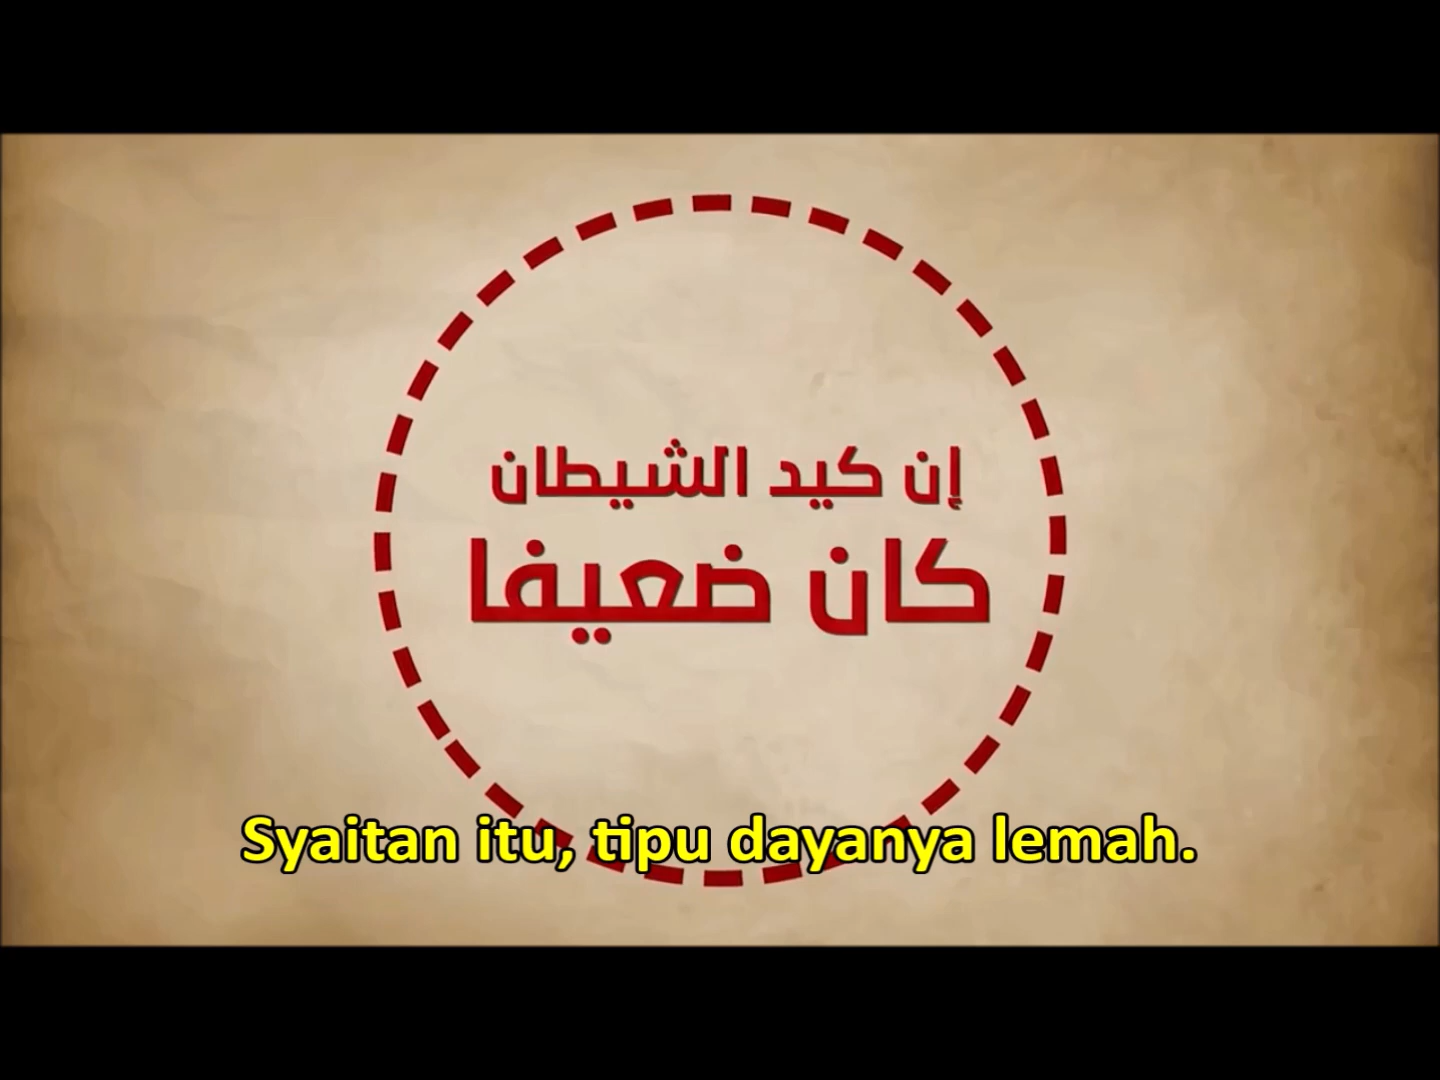 إن كيد الشيطان
كان ضعيفا
Syaitan itu, tipu dayanya lemah.